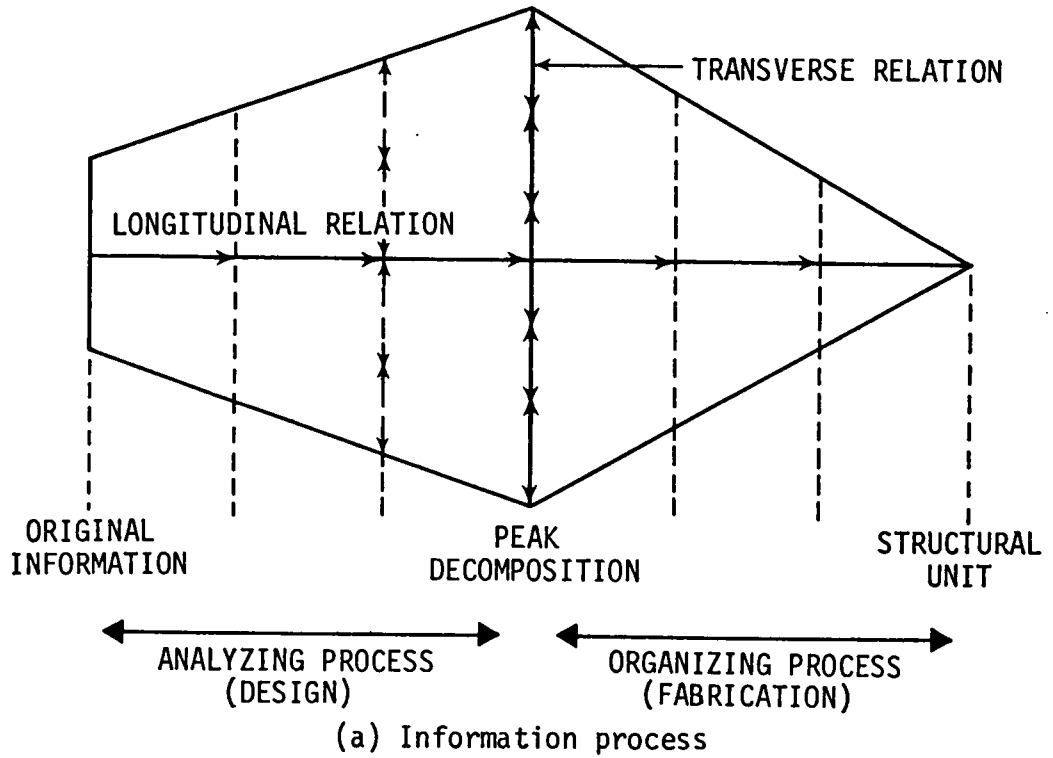 TRANSVERSE RELATION
LONGITUDINAL RELATION
ORIGINAL
INFORMATION
PEAK
DECOMPOSITION
STRUCTURAL
UNIT
ANALYZING PROCESS
(DESIGN)
ORGANIZING PROCESS
(FABRICATION)
(a) Information process